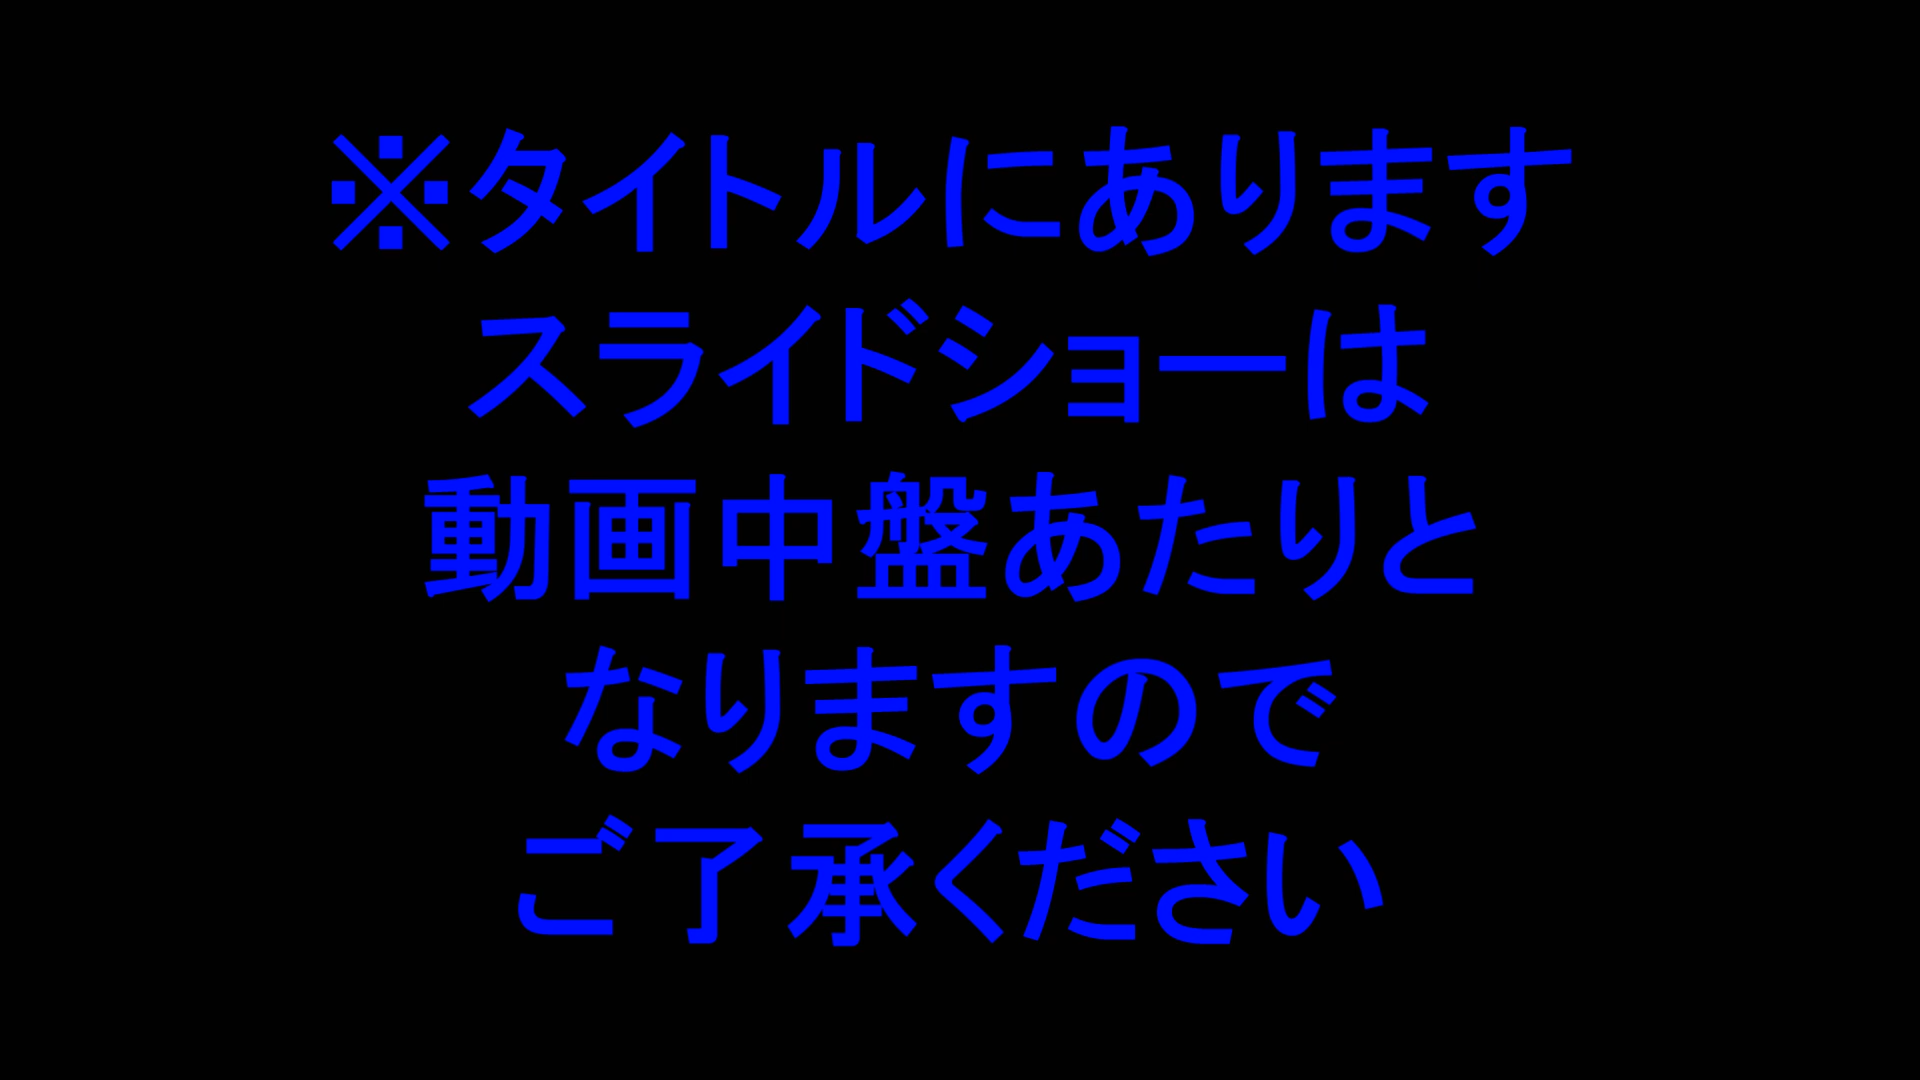 ※タイトルにあります
スライドショーは
動画中盤あたりと
なりますので
ご了承ください